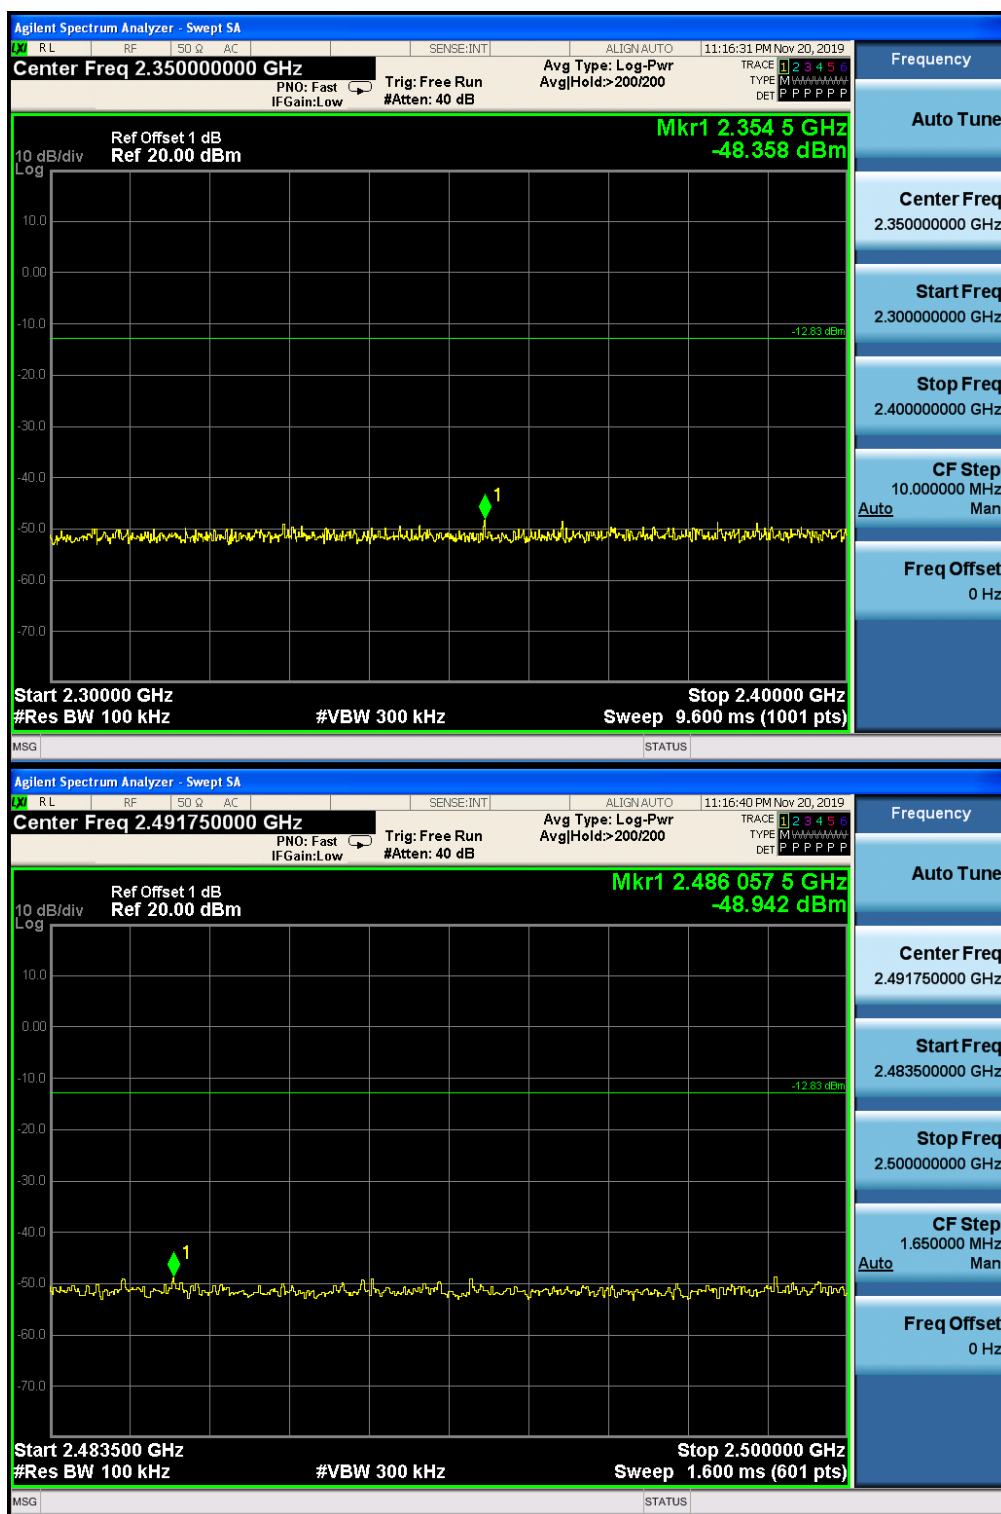 Agilent Spectrum Analyzer - Swept SA
LXI RL RF 50 Ω AC SENSE:INT ALIGN AUTO 11:16:31 PM Nov 20, 2019
Center Freq 2.350000000 GHz
PNO: Fast
IFGain:Low
Trig: Free Run
#Atten: 40 dB
Avg Type: Log-Pwr
Avg|Hold:>200/200
TRACE 1 2 3 4 5 6
TYPE M WWWWW
DET P P P P P P
Frequency
Auto Tune
Mkr1 2.354 5 GHz
-48.358 dBm
Ref Offset 1 dB
10 dB/div Ref 20.00 dBm
Log
10.0
0.00
-10.0
-12.83 dBm
-20.0
-30.0
-40.0
1
-50.0
-60.0
-70.0
Start 2.30000 GHz Stop 2.40000 GHz
#Res BW 100 kHz #VBW 300 kHz Sweep 9.600 ms (1001 pts)
Center Freq
2.350000000 GHz
Start Freq
2.300000000 GHz
Stop Freq
2.400000000 GHz
CF Step
10.000000 MHz
Auto Man
Freq Offset
0 Hz
MSG STATUS
Agilent Spectrum Analyzer - Swept SA
LXI RL RF 50 Ω AC SENSE:INT ALIGN AUTO 11:16:40 PM Nov 20, 2019
Center Freq 2.491750000 GHz
PNO: Fast
IFGain:Low
Trig: Free Run
#Atten: 40 dB
Avg Type: Log-Pwr
Avg|Hold:>200/200
TRACE 1 2 3 4 5 6
TYPE M WWWWW
DET P P P P P P
Frequency
Auto Tune
Mkr1 2.486 057 5 GHz
-48.942 dBm
Ref Offset 1 dB
10 dB/div Ref 20.00 dBm
Log
10.0
0.00
-10.0
-12.83 dBm
-20.0
-30.0
-40.0
1
-50.0
-60.0
-70.0
Start 2.483500 GHz Stop 2.500000 GHz
#Res BW 100 kHz #VBW 300 kHz Sweep 1.600 ms (601 pts)
Center Freq
2.491750000 GHz
Start Freq
2.483500000 GHz
Stop Freq
2.500000000 GHz
CF Step
1.650000 MHz
Auto Man
Freq Offset
0 Hz
MSG STATUS